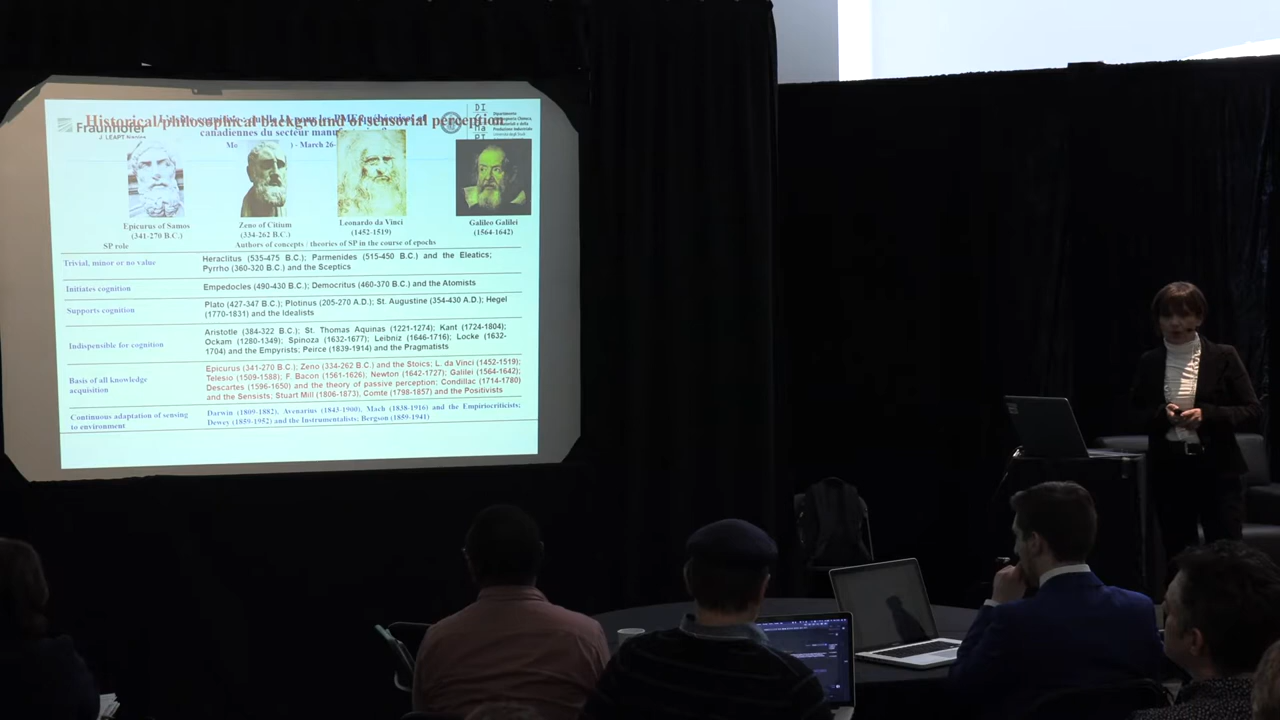 Historical philosophical background of sensorial perception
canadiennes du secteur manuf
Mo ) - March 26-
Fraunhofer
J LEAPT
DI
Epicurus of Samos
(341-270 B.C.)
Zeno of Citium
(334-262 B.C.)
Leonardo da Vinci
(1452-1519)
Galileo Galilei
(1564-1642)
SP role
Authors of concepts / theories of SP in the course of epochs
Trivial, minor or no value
Heraclitus (535-475 B.C.); Parmenides (515-450 B.C.) and the Eleatics;
Pyrrho (360-320 B.C.) and the Sceptics
Initiates cognition
Empedocles (490-430 B.C.); Democritus (460-370 B.C.) and the Atomists
Supports cognition
Plato (427-347 B.C.); Plotinus (205-270 A.D.); St. Augustine (354-430 A.D.); Hegel
(1770-1831) and the Idealists
Indispensible for cognition
Aristotle (384-322 B.C.); St. Thomas Aquinas (1221-1274); Kant (1724-1804);
Ockam (1280-1349); Spinoza (1632-1677); Leibniz (1646-1716); Locke (1632-
1704) and the Empyrists; Peirce (1839-1914) and the Pragmatists
Basis of all knowledge
acquisition
Epicurus (341-270 B.C.); Zeno (334-262 B.C.) and the Stoics; L. da Vinci (1452-1519);
Telesio (1509-1588); F. Bacon (1561-1626); Newton (1642-1727); Galilei (1564-1642);
Descartes (1596-1650) and the theory of passive perception; Condillac (1714-1780)
and the Sensists; Stuart Mill (1806-1873), Comte (1798-1857) and the Positivists
Continuous adaptation of sensing
to environment
Darwin (1809-1882), Avenarius (1843-1900), Mach (1838-1916) and the Empiriocriticists;
Dewey (1859-1952) and the Instrumentalists; Bergson (1859-1941)